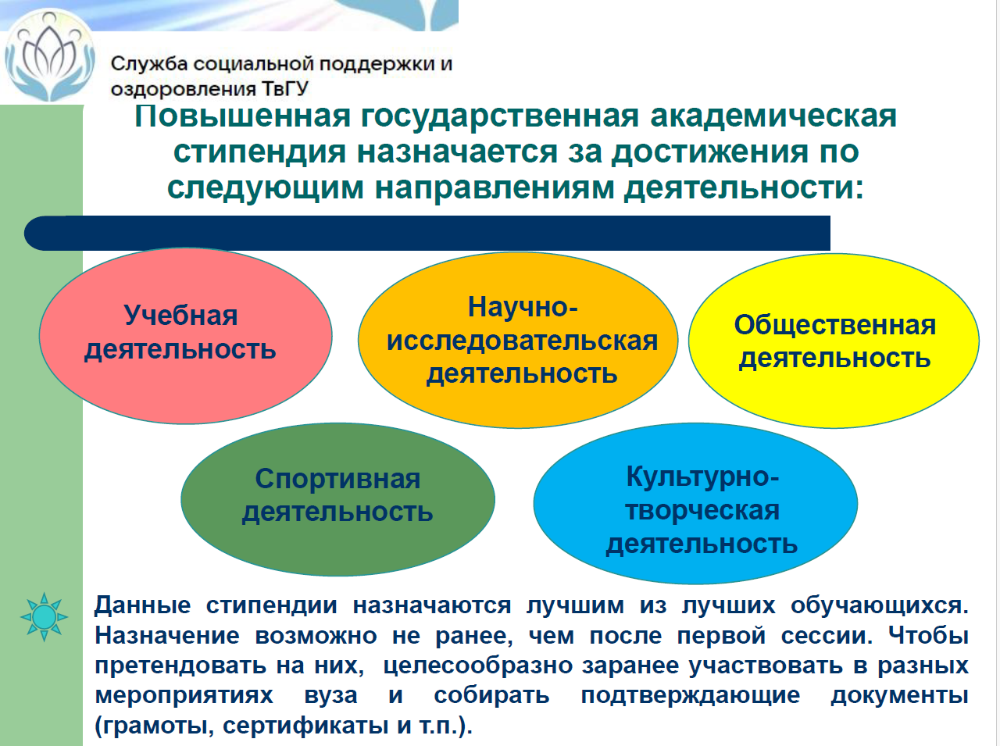 Служба социальной поддержки и
оздоровления ТвГУ
Повышенная государственная академическая
стипендия назначается за достижения по
следующим направлениям деятельности:
Учебная
деятельность
Научно-
исследовательская
деятельность
Общественная
деятельность
Спортивная
деятельность
Культурно-
творческая
деятельность
Данные стипендии назначаются лучшим из лучших обучающихся.
Назначение возможно не ранее, чем после первой сессии. Чтобы
претендовать на них, целесообразно заранее участвовать в разных
мероприятиях вуза и собирать подтверждающие документы
(грамоты, сертификаты и т.п.).